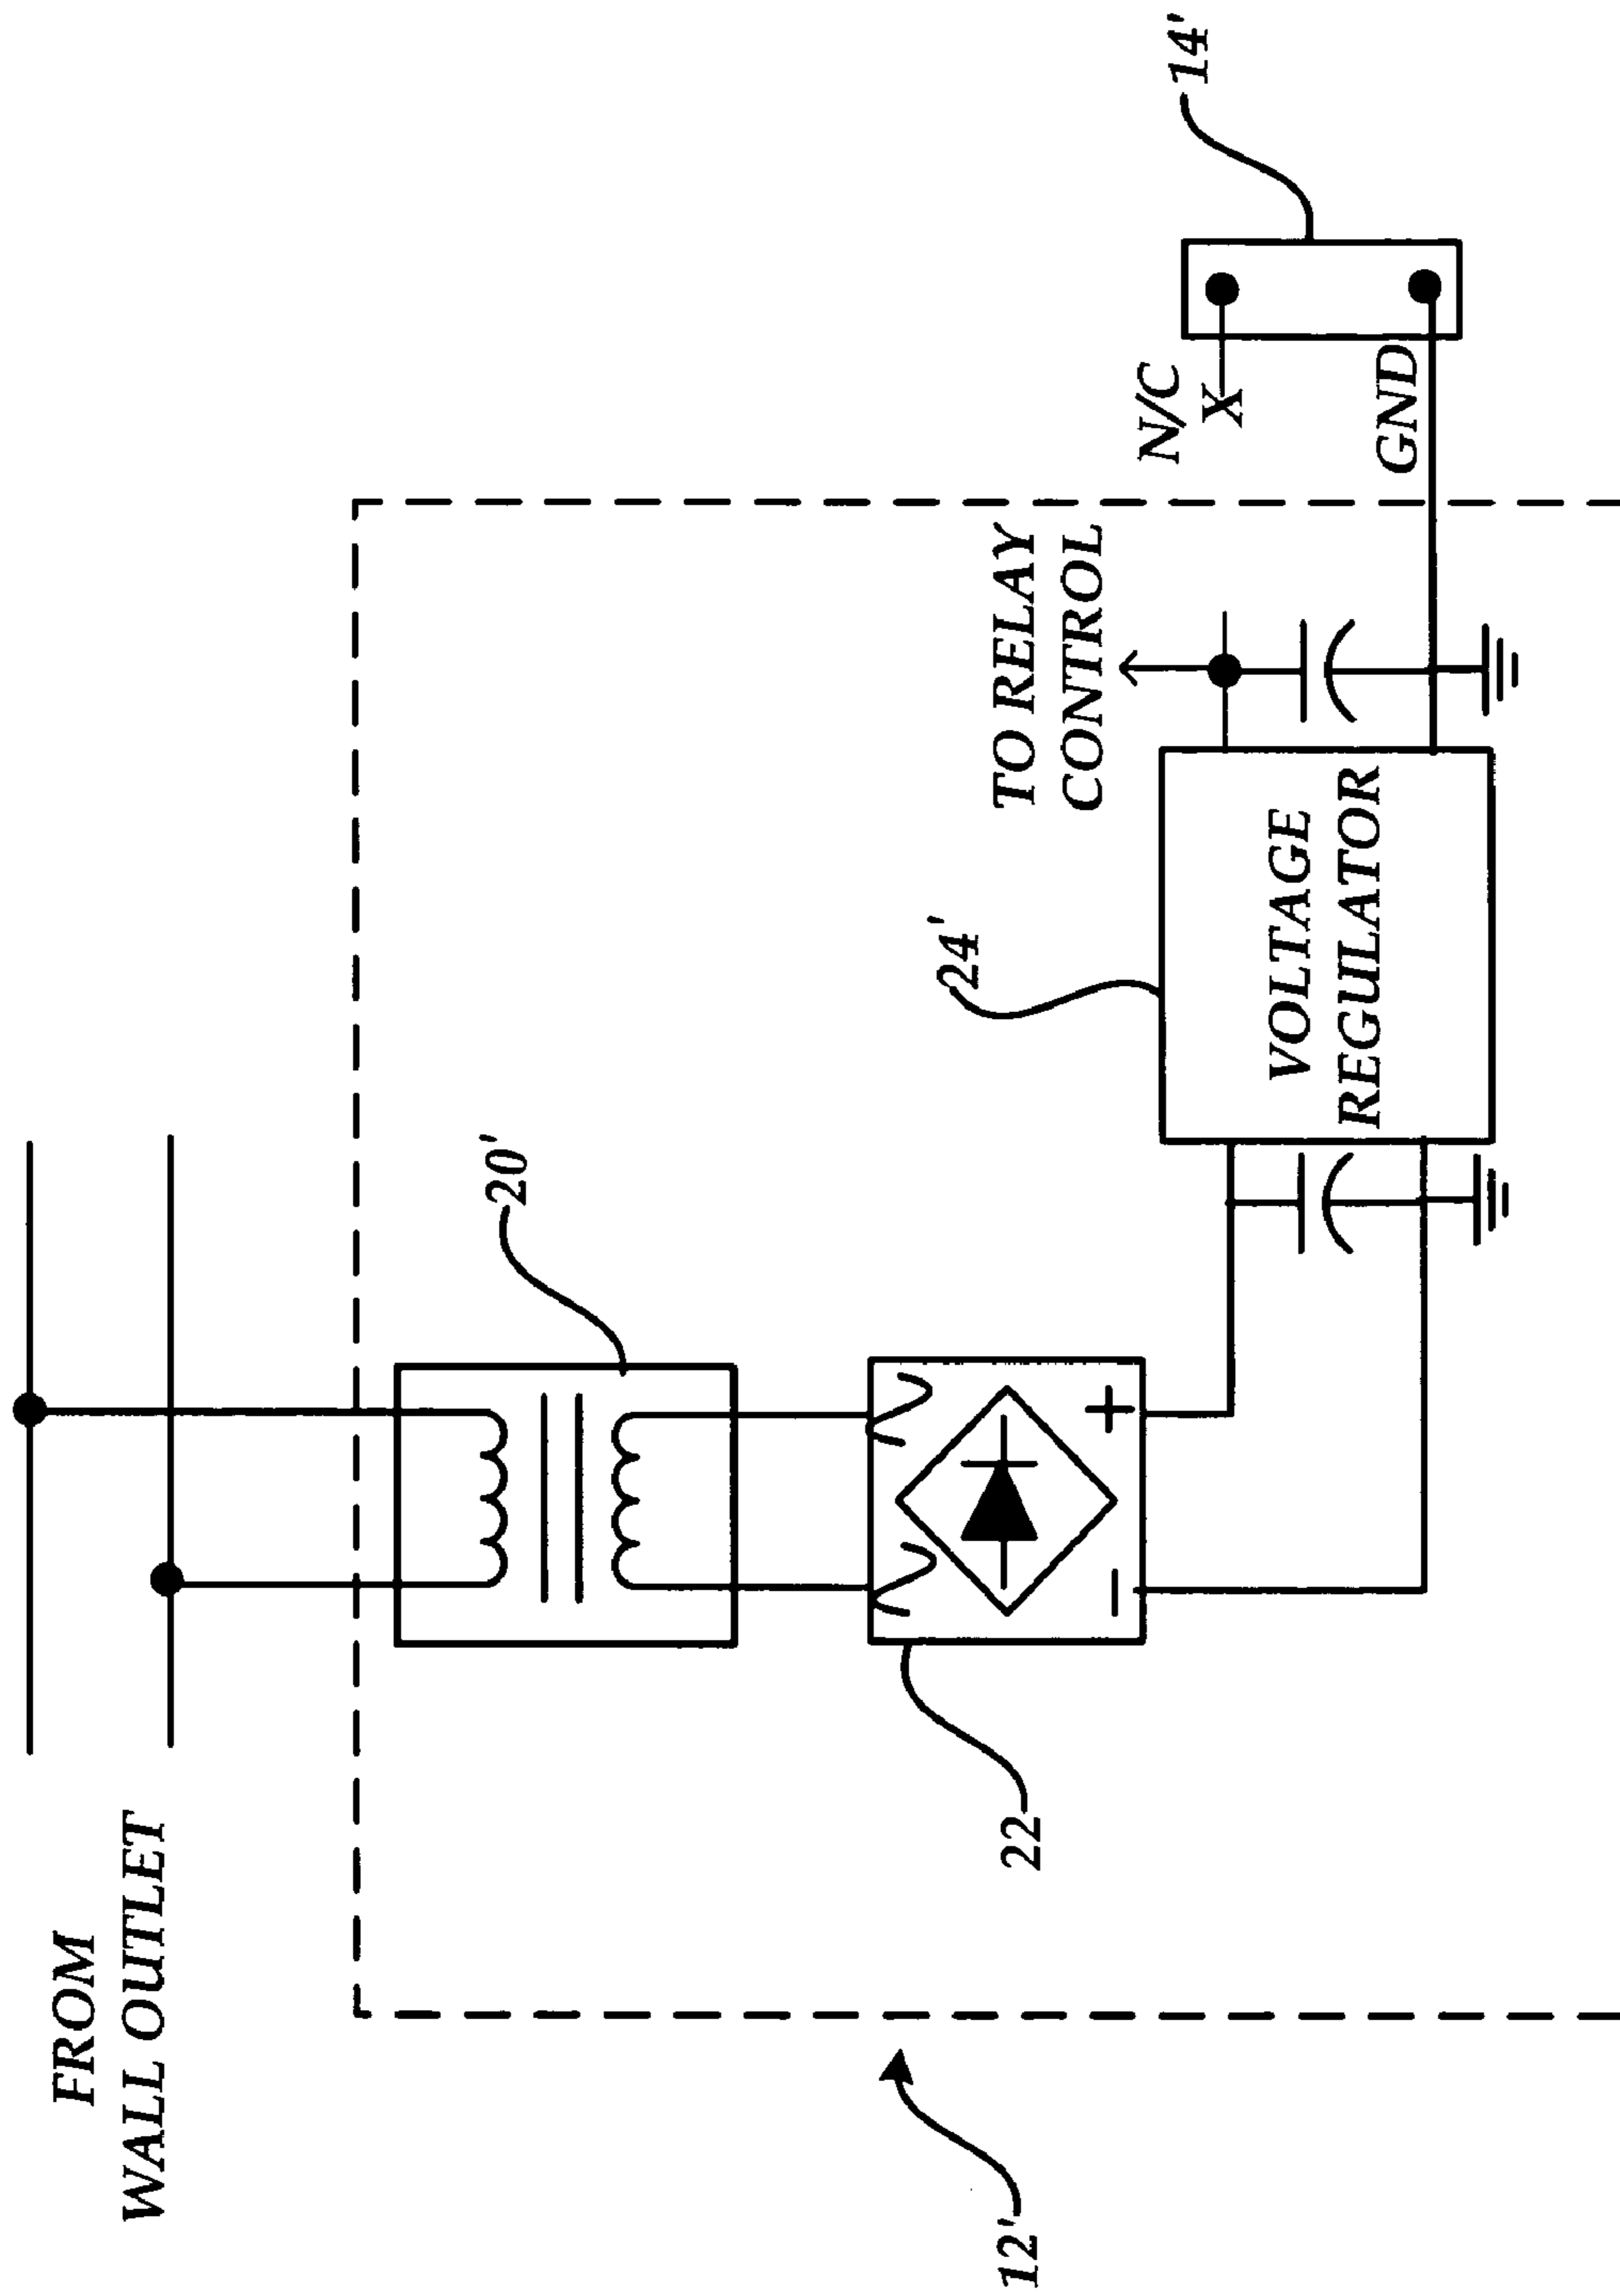 FROM
WALL OUTLET
20'
22
24'
VOLTAGE
REGULATOR
TO RELAY
CONTROL
N/C
X
GND
14'
12'
+
−